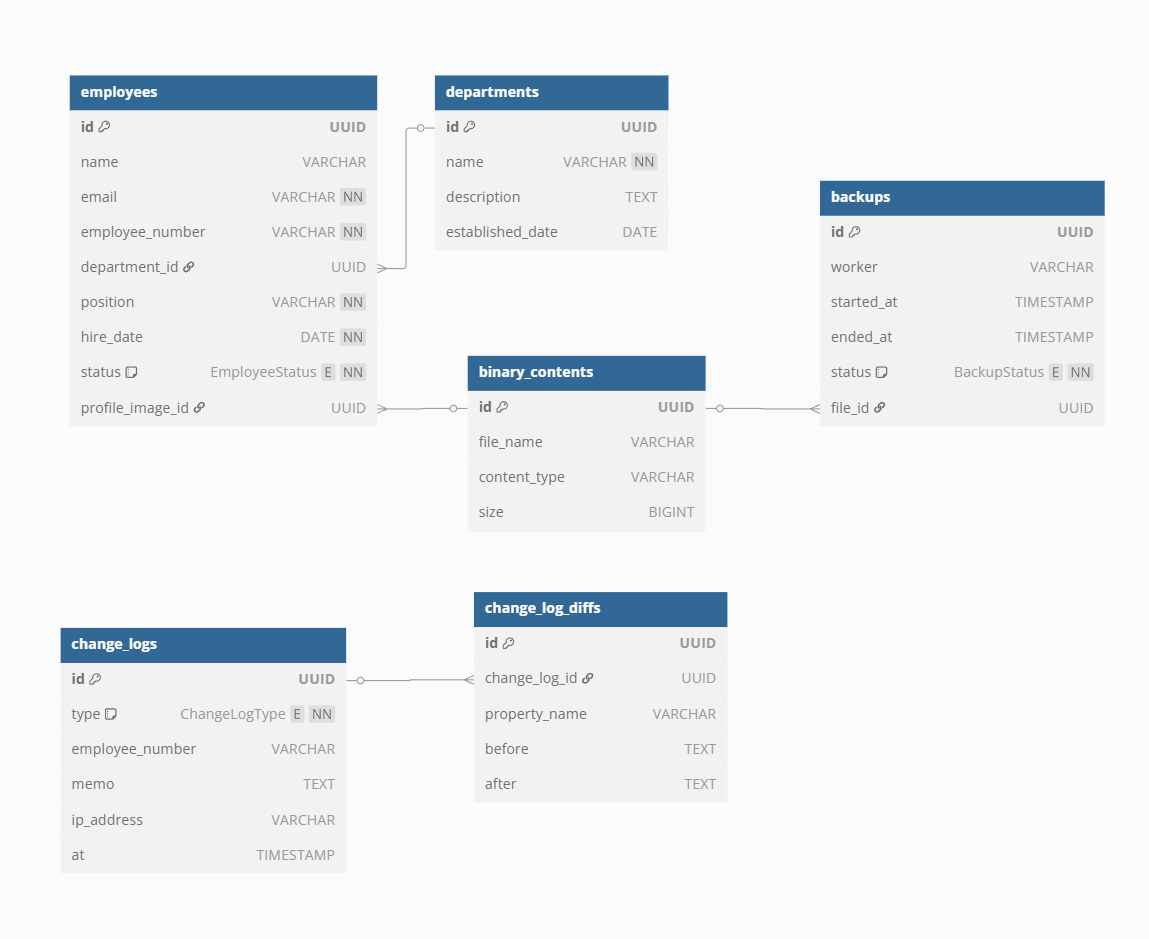 employees
id UUID
name VARCHAR
email VARCHAR NN
employee_number VARCHAR NN
department_id UUID
position VARCHAR NN
hire_date DATE NN
status EmployeeStatus E NN
profile_image_id UUID
departments
id UUID
name VARCHAR NN
description TEXT
established_date DATE
backups
id UUID
worker VARCHAR
started_at TIMESTAMP
ended_at TIMESTAMP
status BackupStatus E NN
file_id UUID
binary_contents
id UUID
file_name VARCHAR
content_type VARCHAR
size BIGINT
change_logs
id UUID
type ChangeLogType E NN
employee_number VARCHAR
memo TEXT
ip_address VARCHAR
at TIMESTAMP
change_log_diffs
id UUID
change_log_id UUID
property_name VARCHAR
before TEXT
after TEXT